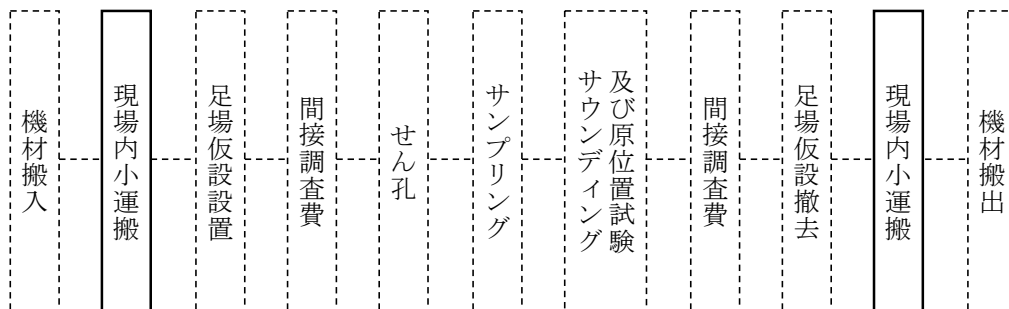 機材搬入
現場内小運搬
足場仮設設置
間接調査費
せん孔
サンプリング
サウンディング
及び原位置試験
間接調査費
足場仮設撤去
現場内小運搬
機材搬出